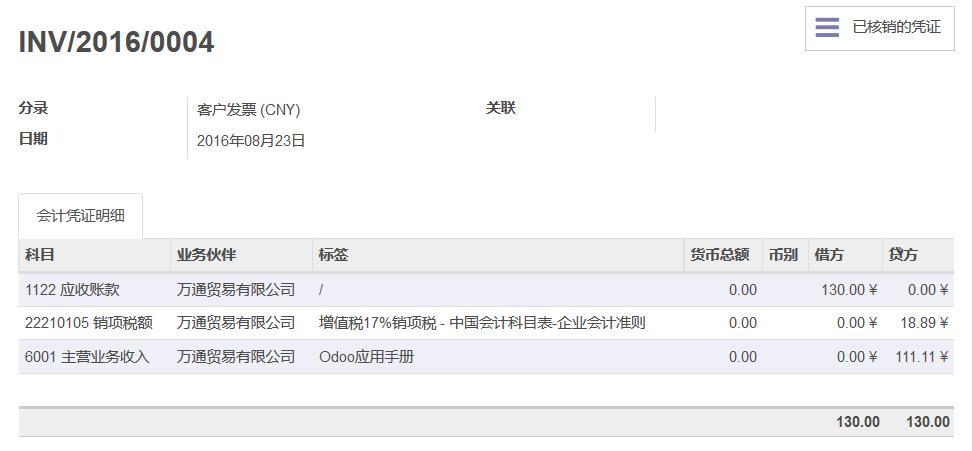 已核销的凭证
INV/2016/0004
分录 客户发票 (CNY) 关联
日期 2016年08月23日
会计凭证明细
科目 业务伙伴 标签 货币总额 币别 借方 贷方
1122 应收账款 万通贸易有限公司 / 0.00 130.00 ¥ 0.00 ¥
22210105 销项税额 万通贸易有限公司 增值税17%销项税 - 中国会计科目表-企业会计准则 0.00 0.00 ¥ 18.89 ¥
6001 主营业务收入 万通贸易有限公司 Odoo应用手册 0.00 0.00 ¥ 111.11 ¥
130.00 130.00